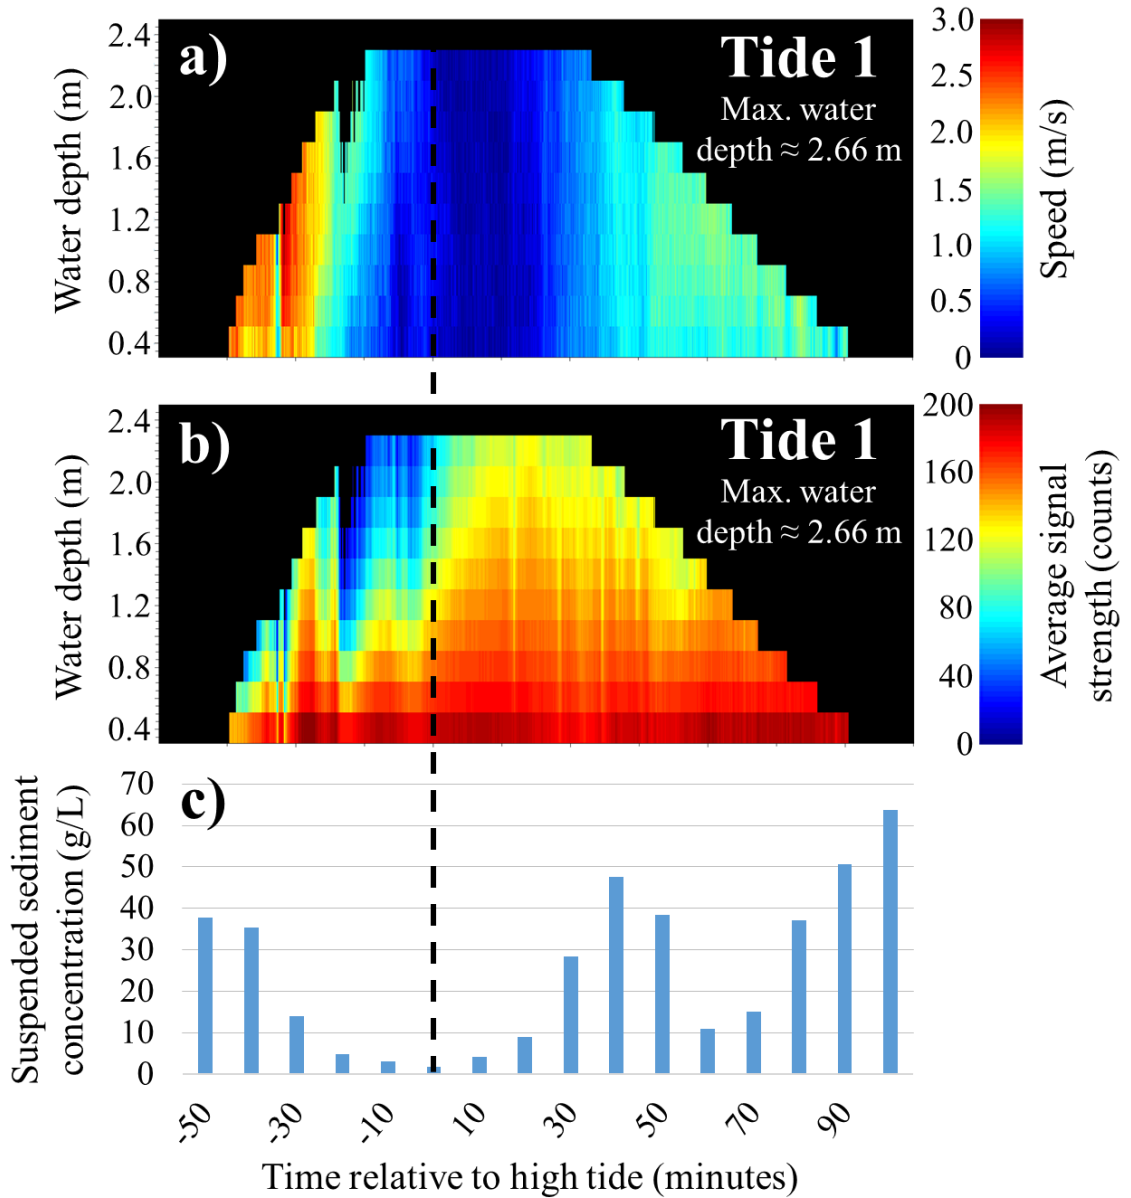 a)
Tide 1
Max. water
depth ≈ 2.66 m
Water depth (m)
2.4
2.0
1.6
1.2
0.8
0.4
3.0
2.0
1.5
1.0
0.5
0
Speed (m/s)
b)
Tide 1
Max. water
depth ≈ 2.66 m
Water depth (m)
2.4
2.0
1.6
1.2
0.8
0.4
200
160
120
80
40
0
Average signal
strength (counts)
c)
Suspended sediment
concentration (g/L)
70
60
50
40
30
20
10
0
-50
-30
-10
10
30
50
70
90
Time relative to high tide (minutes)